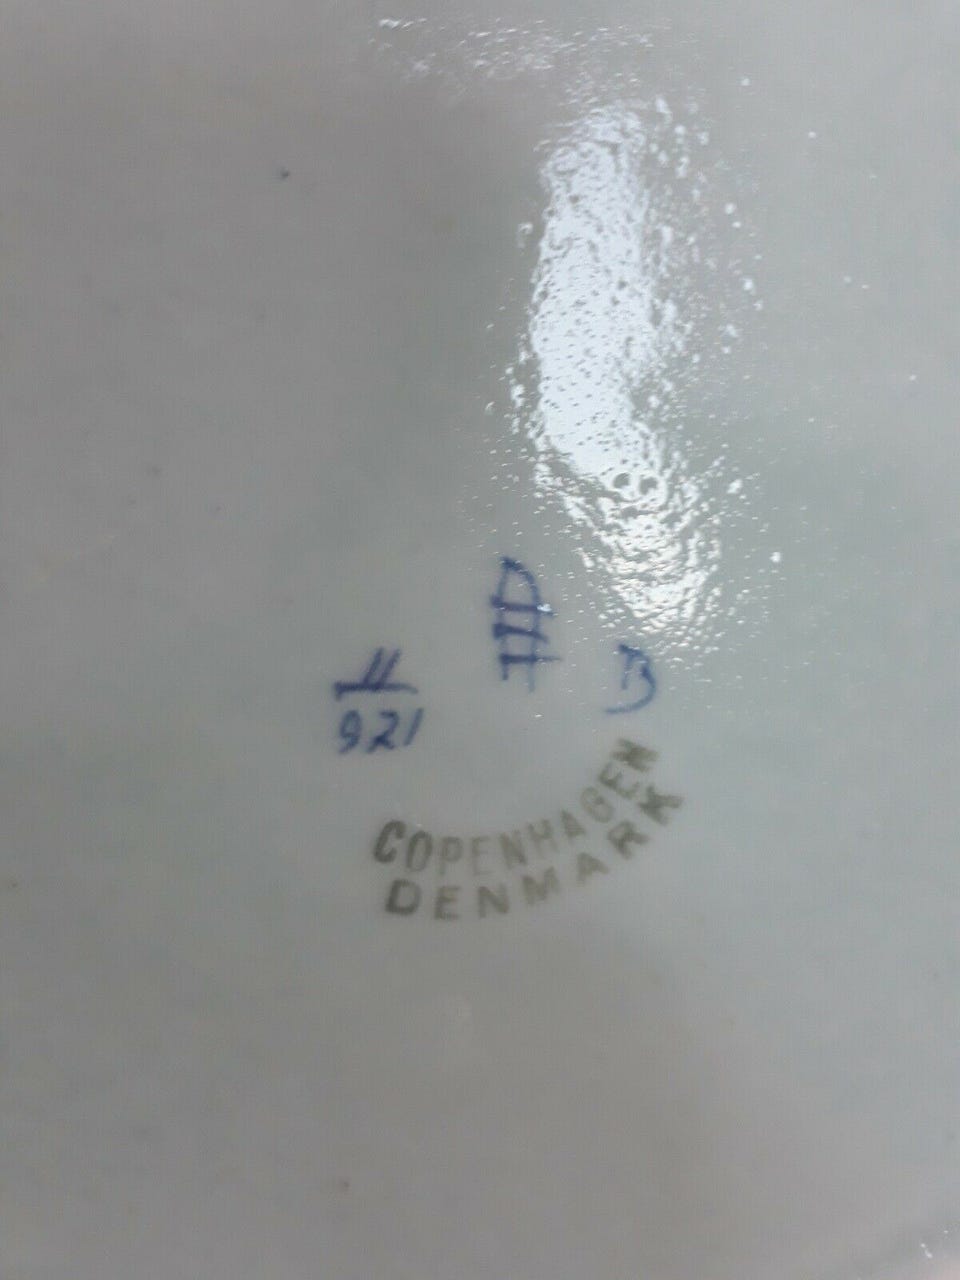 11
921
B
COPENHAGEN
DENMARK